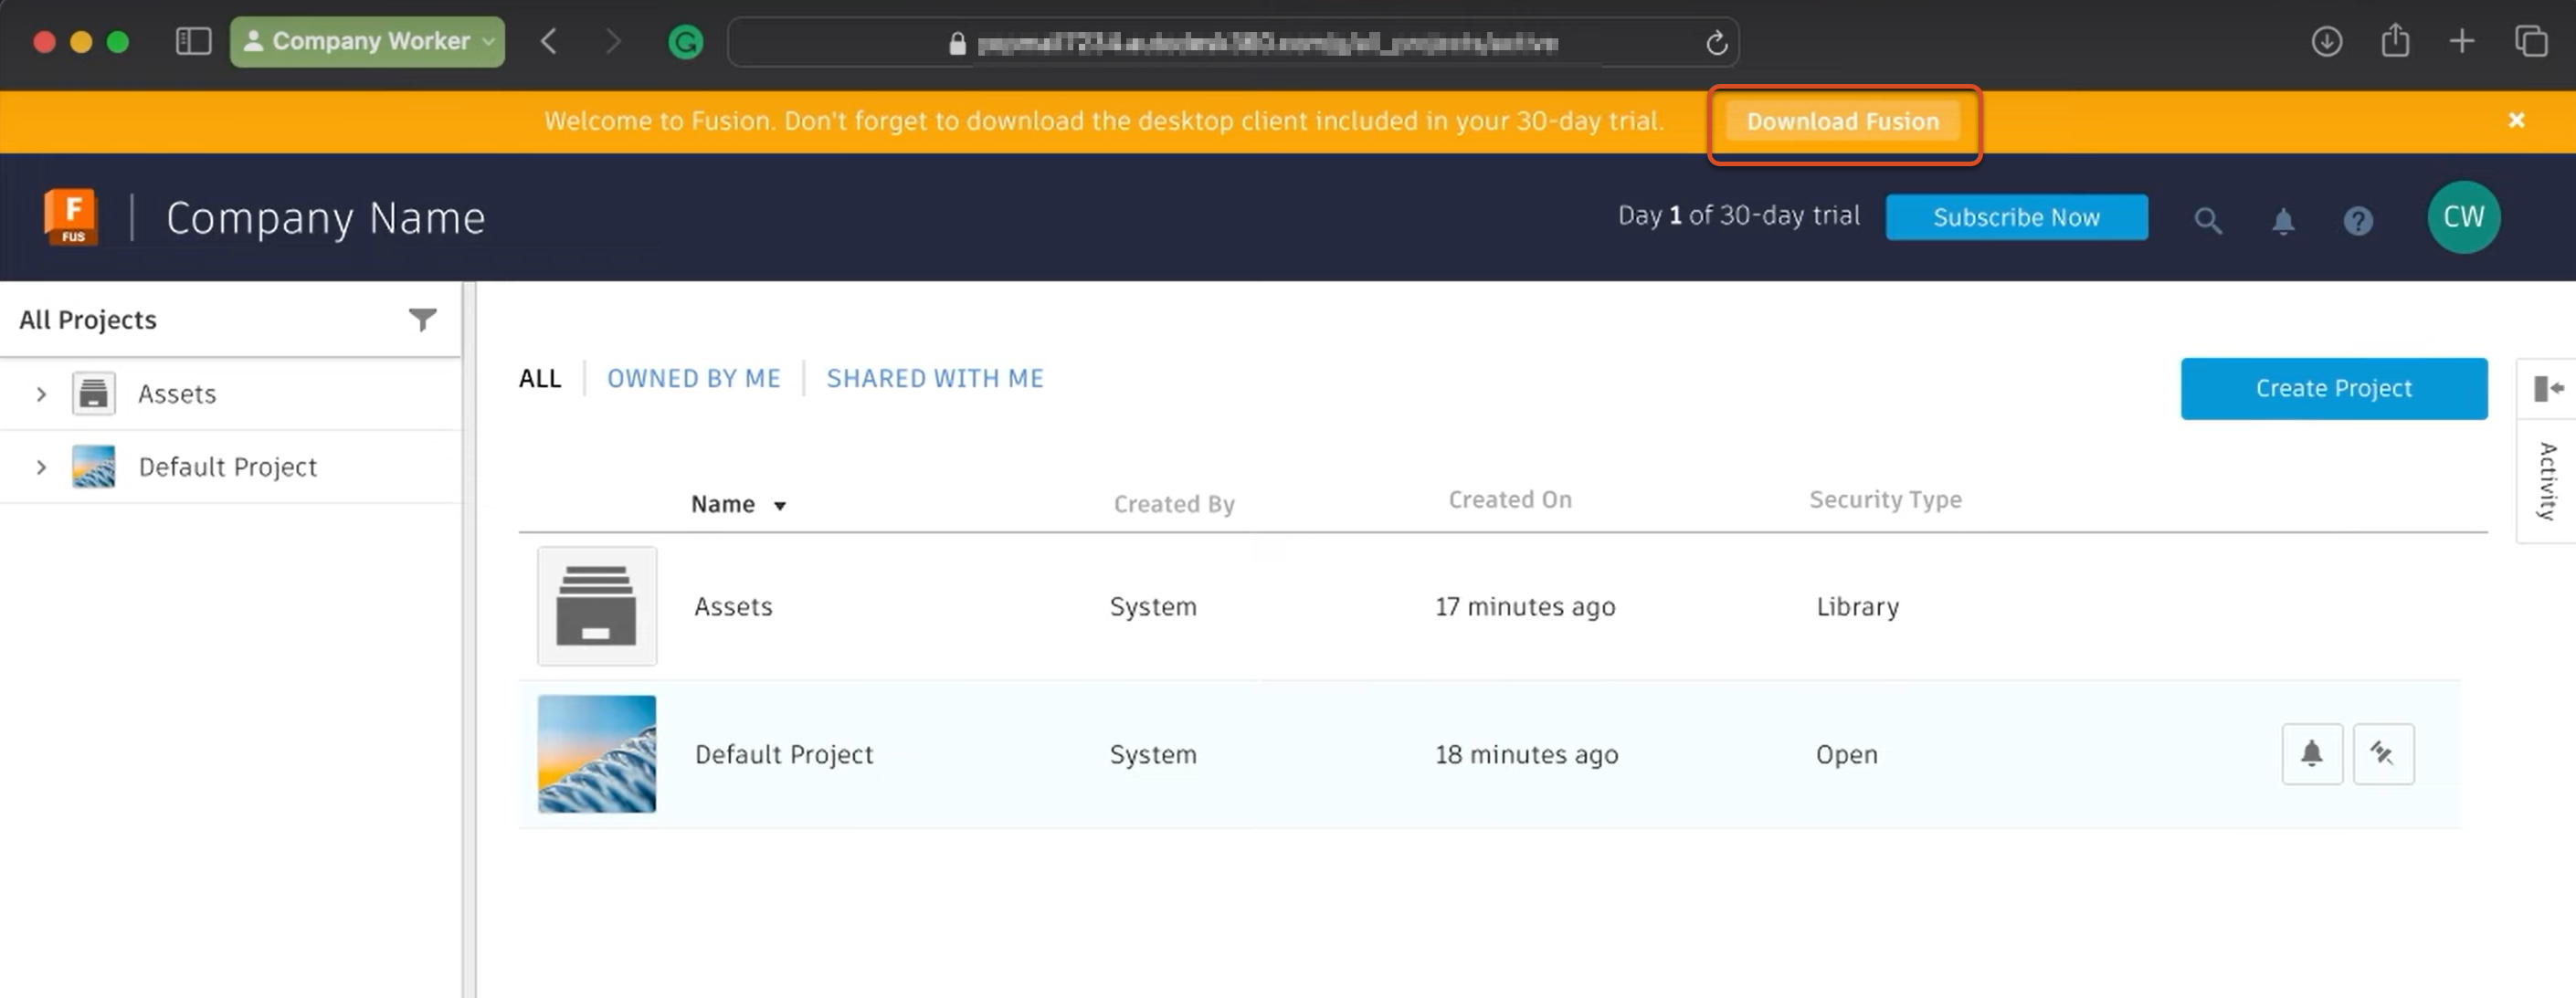 Company Worker
Welcome to Fusion. Don't forget to download the desktop client included in your 30-day trial. Download Fusion
F
FUS
Company Name
Day 1 of 30-day trial Subscribe Now
CW
All Projects
Assets
Default Project
ALL OWNED BY ME SHARED WITH ME
Create Project
Activity
Name Created By Created On Security Type
Assets System 17 minutes ago Library
Default Project System 18 minutes ago Open